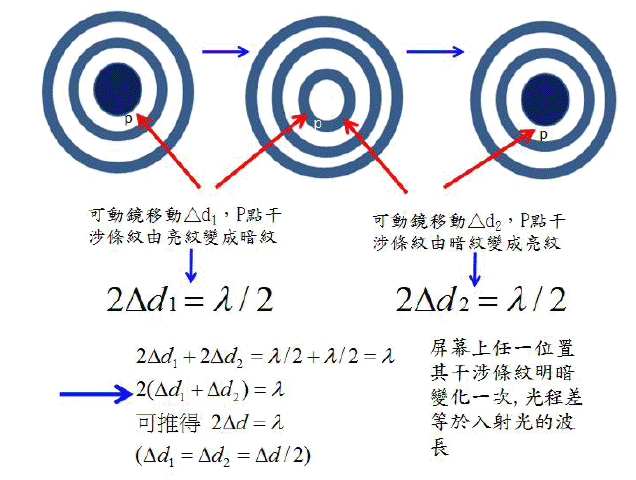 p
p
p
可動鏡移動△d₁，P點干
涉條紋由亮紋變成暗紋
可動鏡移動△d₂，P點干
涉條紋由暗紋變成亮紋
2Δd₁ = λ / 2
2Δd₂ = λ / 2
2Δd₁ + 2Δd₂ = λ/2 + λ/2 = λ
2(Δd₁ + Δd₂) = λ
可推得 2Δd = λ
(Δd₁ = Δd₂ = Δd/2)
屏幕上任一位置
其干涉條紋明暗
變化一次,光程差
等於入射光的波
長